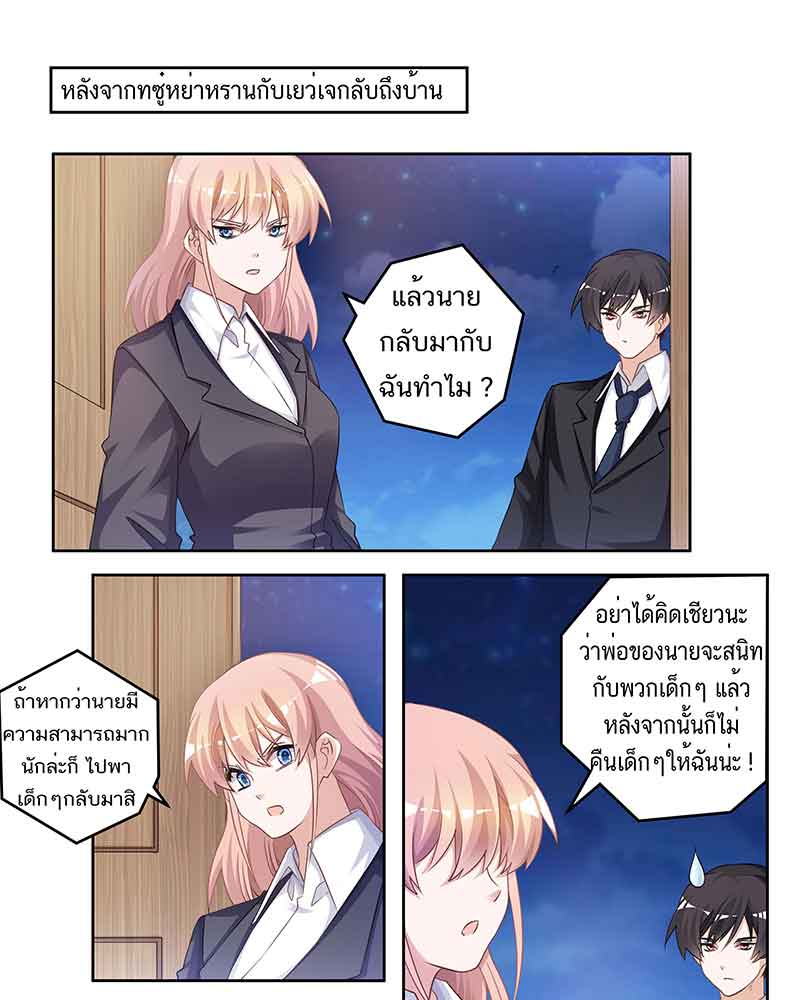 หลังจากทซู่หย่าหรานกับเยว่เจกลับถึงบ้าน
แล้วนาย
กลับมากับ
ฉันทำไม ?
ถ้าหากว่านายมี
ความสามารถมาก
นักล่ะก็ ไปพา
เด็กๆกลับมาสิ
อย่าได้คิดเชียวนะ
ว่าพ่อของนายจะสนิท
กับพวกเด็กๆ แล้ว
หลังจากนั้นก็ไม่
คืนเด็กๆให้ฉันน่ะ !